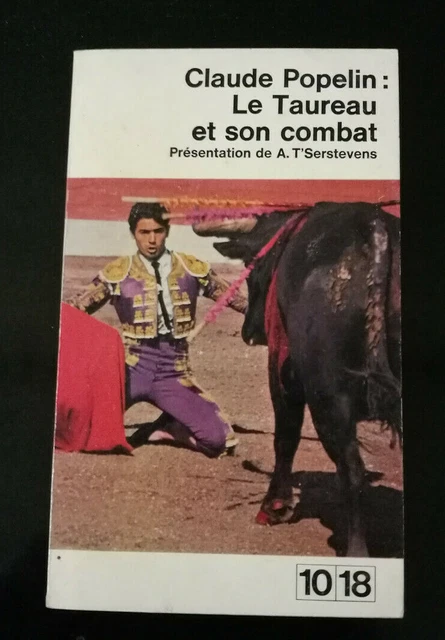 Claude Popelin :
Le Taureau
et son combat
Présentation de A. T'Serstevens
10 18